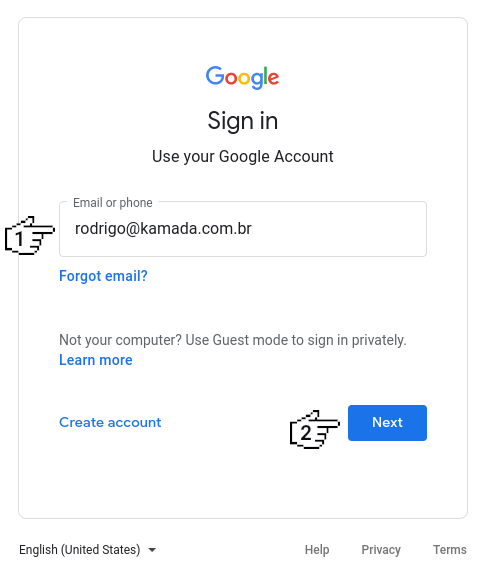 Google
Sign in
Use your Google Account
Email or phone
1
rodrigo@kamada.com.br
Forgot email?
Not your computer? Use Guest mode to sign in privately.
Learn more
Create account
2
Next
English (United States)
Help
Privacy
Terms